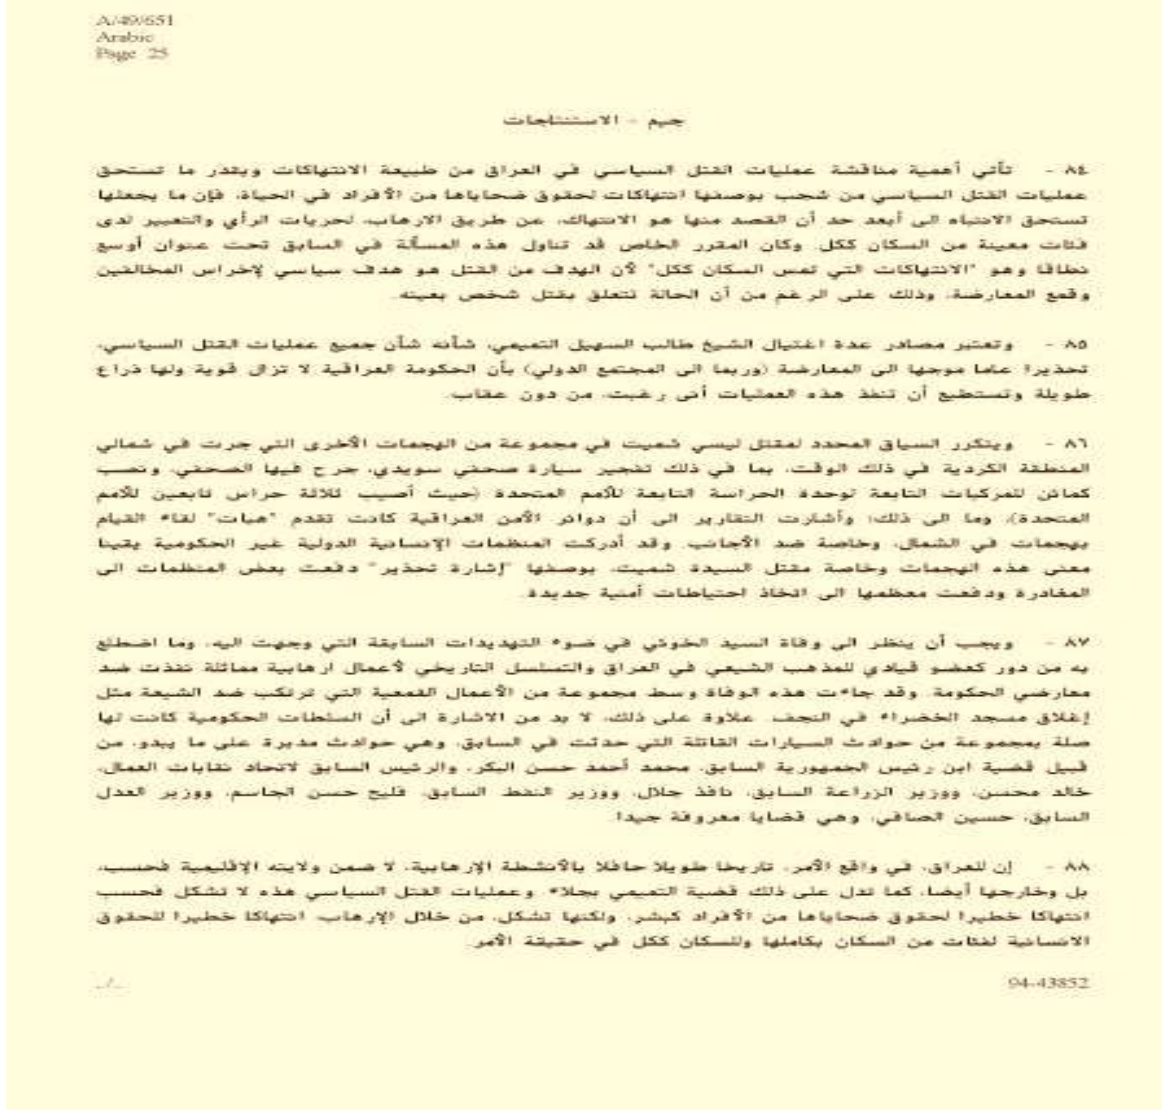 A/49/651
Arabic
Page 25
جيم - الاستنتاجات
٨٤ - تأتي أهمية مناقشة عمليات القتل السياسي في العراق من طبيعة الانتهاكات وبقدر ما تستحق
عمليات القتل السياسي من شجب بوصفها انتهاكات لحقوق ضحاياها من الأفراد في الحياة، فإن ما يجعلها
تستحق الانتباه الى أبعد حد أن القصد منها هو الانتهاك، عن طريق الارهاب، لحريات الرأي والتعبير لدى
فئات معينة من السكان ككل. وكان المقرر الخاص قد تناول هذه المسألة في السابق تحت عنوان أوسع
نطاقا وهو "الانتهاكات التي تمس السكان ككل" لأن الهدف من القتل هو هدف سياسي لإخراس المخالفين
وقمع المعارضة، وذلك على الرغم من أن الحالة تتعلق بقتل شخص بعينه.
٨٥ - وتعتبر مصادر عدة اغتيال الشيخ طالب السهيل التميمي، شأنه شأن جميع عمليات القتل السياسي،
تحذيرا عاما موجها الى المعارضة (وربما الى المجتمع الدولي) بأن الحكومة العراقية لا تزال قوية ولها ذراع
طويلة وتستطيع أن تنفذ هذه العمليات أنى رغبت، من دون عقاب.
٨٦ - ويتكرر السياق المحدد لمقتل ليسي شميت في مجموعة من الهجمات الأخرى التي جرت في شمالي
المنطقة الكردية في ذلك الوقت، بما في ذلك تفجير سيارة صحفي سويدي، جرح فيها الصحفي، ونصب
كمائن للمركبات التابعة لوحدة الحراسة التابعة للأمم المتحدة (حيث أصيب ثلاثة حراس تابعين للأمم
المتحدة)، وما الى ذلك؛ وأشارت التقارير الى أن دوائر الأمن العراقية كانت تقدم "هبات" لقاء القيام
بهجمات في الشمال، وخاصة ضد الأجانب. وقد أدركت المنظمات الإنسانية الدولية غير الحكومية يقينا
معنى هذه الهجمات وخاصة مقتل السيدة شميت، بوصفها "إشارة تحذير" دفعت بعض المنظمات الى
المغادرة ودفعت معظمها الى اتخاذ احتياطات أمنية جديدة.
٨٧ - ويجب أن ينظر الى وفاة السيد الخوئي في ضوء التهديدات السابقة التي وجهت اليه، وما اضطلع
به من دور كعضو قيادي للمذهب الشيعي في العراق والتسلسل التاريخي لأعمال ارهابية مماثلة نفذت ضد
معارضي الحكومة. وقد جاءت هذه الوفاة وسط مجموعة من الأعمال القمعية التي ترتكب ضد الشيعة مثل
إغلاق مسجد الخضراء في النجف. علاوة على ذلك، لا بد من الاشارة الى أن السلطات الحكومية كانت لها
صلة بمجموعة من حوادث السيارات القاتلة التي حدثت في السابق، وهي حوادث مدبرة على ما يبدو، من
قبيل قضية ابن رئيس الجمهورية السابق، محمد أحمد حسن البكر، والرئيس السابق لاتحاد نقابات العمال،
خالد محسن، ووزير الزراعة السابق، نافذ جلال، ووزير النفط السابق، فليح حسن الجاسم، ووزير العدل
السابق، حسين الصافي، وهي قضايا معروفة جيدا.
٨٨ - إن للعراق، في واقع الأمر، تاريخا طويلا حافلا بالأنشطة الإرهابية، لا ضمن ولايته الإقليمية فحسب،
بل وخارجها أيضا، كما تدل على ذلك قضية التميمي بجلاء. وعمليات القتل السياسي هذه لا تشكل فحسب
انتهاكا خطيرا لحقوق ضحاياها من الأفراد كبشر، ولكنها تشكل، من خلال الإرهاب، انتهاكا خطيرا للحقوق
الانسانية لفئات من السكان بكاملها وللسكان ككل في حقيقة الأمر.
94-43852
../..